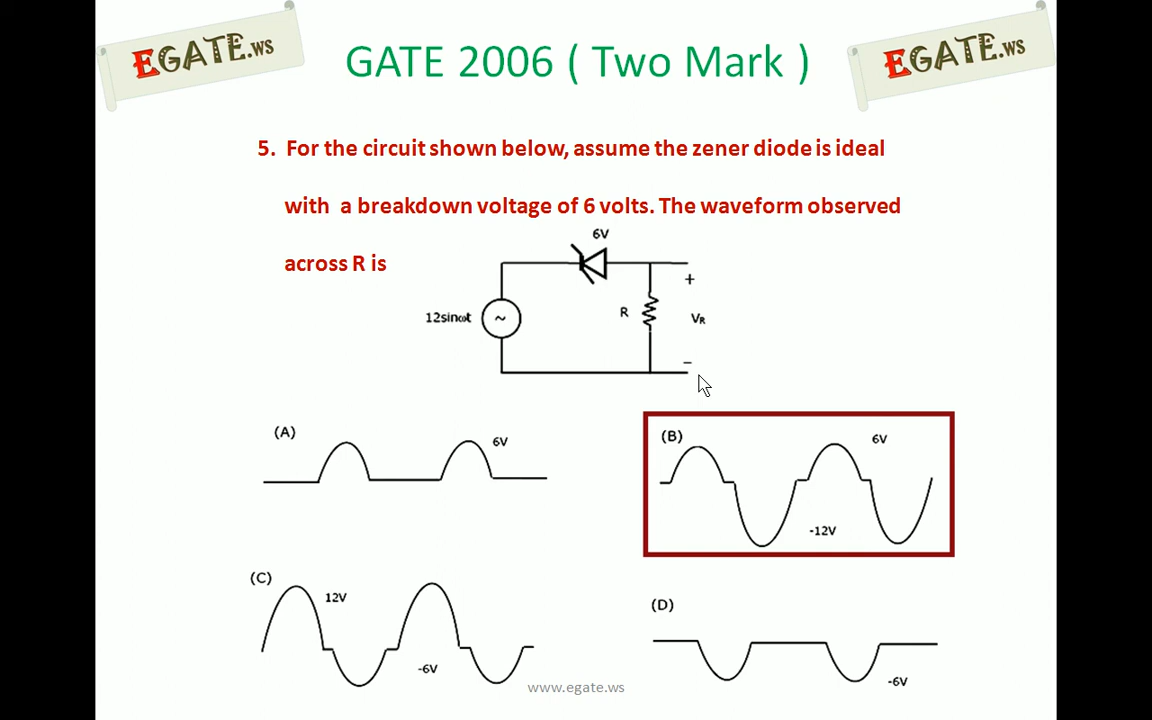 EGATE.ws
GATE 2006 ( Two Mark )
EGATE.ws
5. For the circuit shown below, assume the zener diode is ideal
with a breakdown voltage of 6 volts. The waveform observed
across R is
6V
+
12sinωt
~
R
VR
–
(A)
6V
(B)
6V
-12V
(C)
12V
-6V
(D)
-6V
www.egate.ws